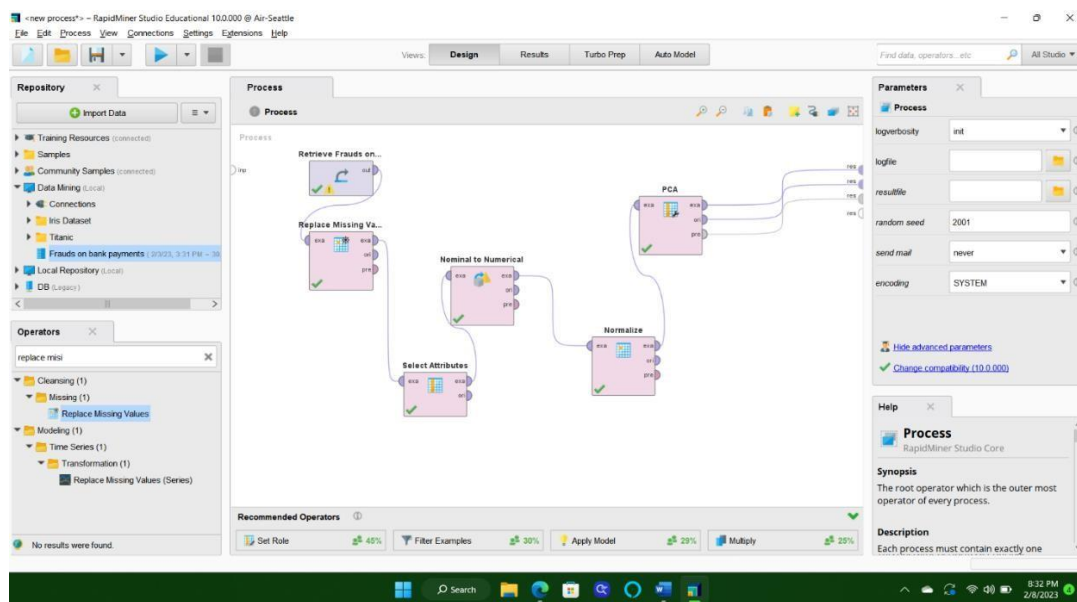 <new process*> – RapidMiner Studio Educational 10.0.000 @ Air-Seattle
File Edit Process View Connections Settings Extensions Help
Views: Design Results Turbo Prep Auto Model
Find data, operators...etc
All Studio
Repository
Import Data
Training Resources (connected)
Samples
Community Samples (connected)
Data Mining (Local)
Connections
Iris Dataset
Titanic
Frauds on bank payments
Local Repository (Local)
DB (Legacy)
Operators
replace misi
Cleansing (1)
Missing (1)
Replace Missing Values
Modeling (1)
Time Series (1)
Transformation (1)
Replace Missing Values (Series)
No results were found.
Process
Process
Process
inp
Retrieve Frauds on...
out
Replace Missing Va...
exa exa
ori
pre
Select Attributes
exa exa
ori
Nominal to Numerical
exa exa
ori
pre
Normalize
exa exa
ori
pre
PCA
exa exa
ori
pre
res
res
res
res
Recommended Operators
Set Role 45%
Filter Examples 30%
Apply Model 29%
Multiply 25%
Parameters
Process
logverbosity init
logfile
resultfile
random seed 2001
send mail never
encoding SYSTEM
Hide advanced parameters
Change compatibility (10.0.000)
Help
Process
RapidMiner Studio Core
Synopsis
The root operator which is the outer most
operator of every process.
Description
Each process must contain exactly one
Search
8:32 PM
2/8/2023